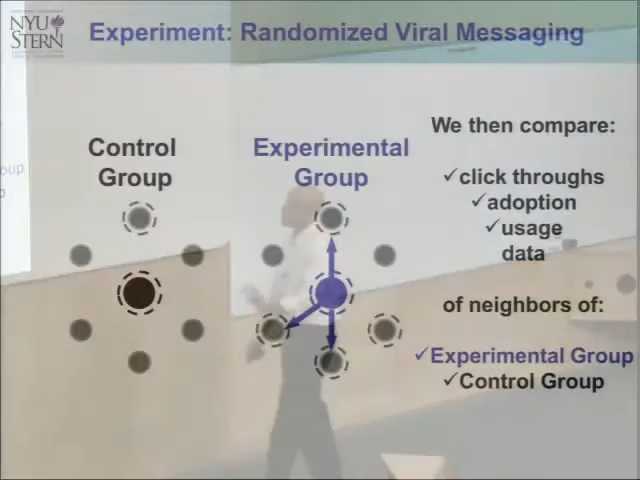 NYU
STERN
Experiment: Randomized Viral Messaging
Control
Group
Experimental
Group
We then compare:
✓click throughs
✓adoption
✓usage
data
of neighbors of:
✓Experimental Group
✓Control Group